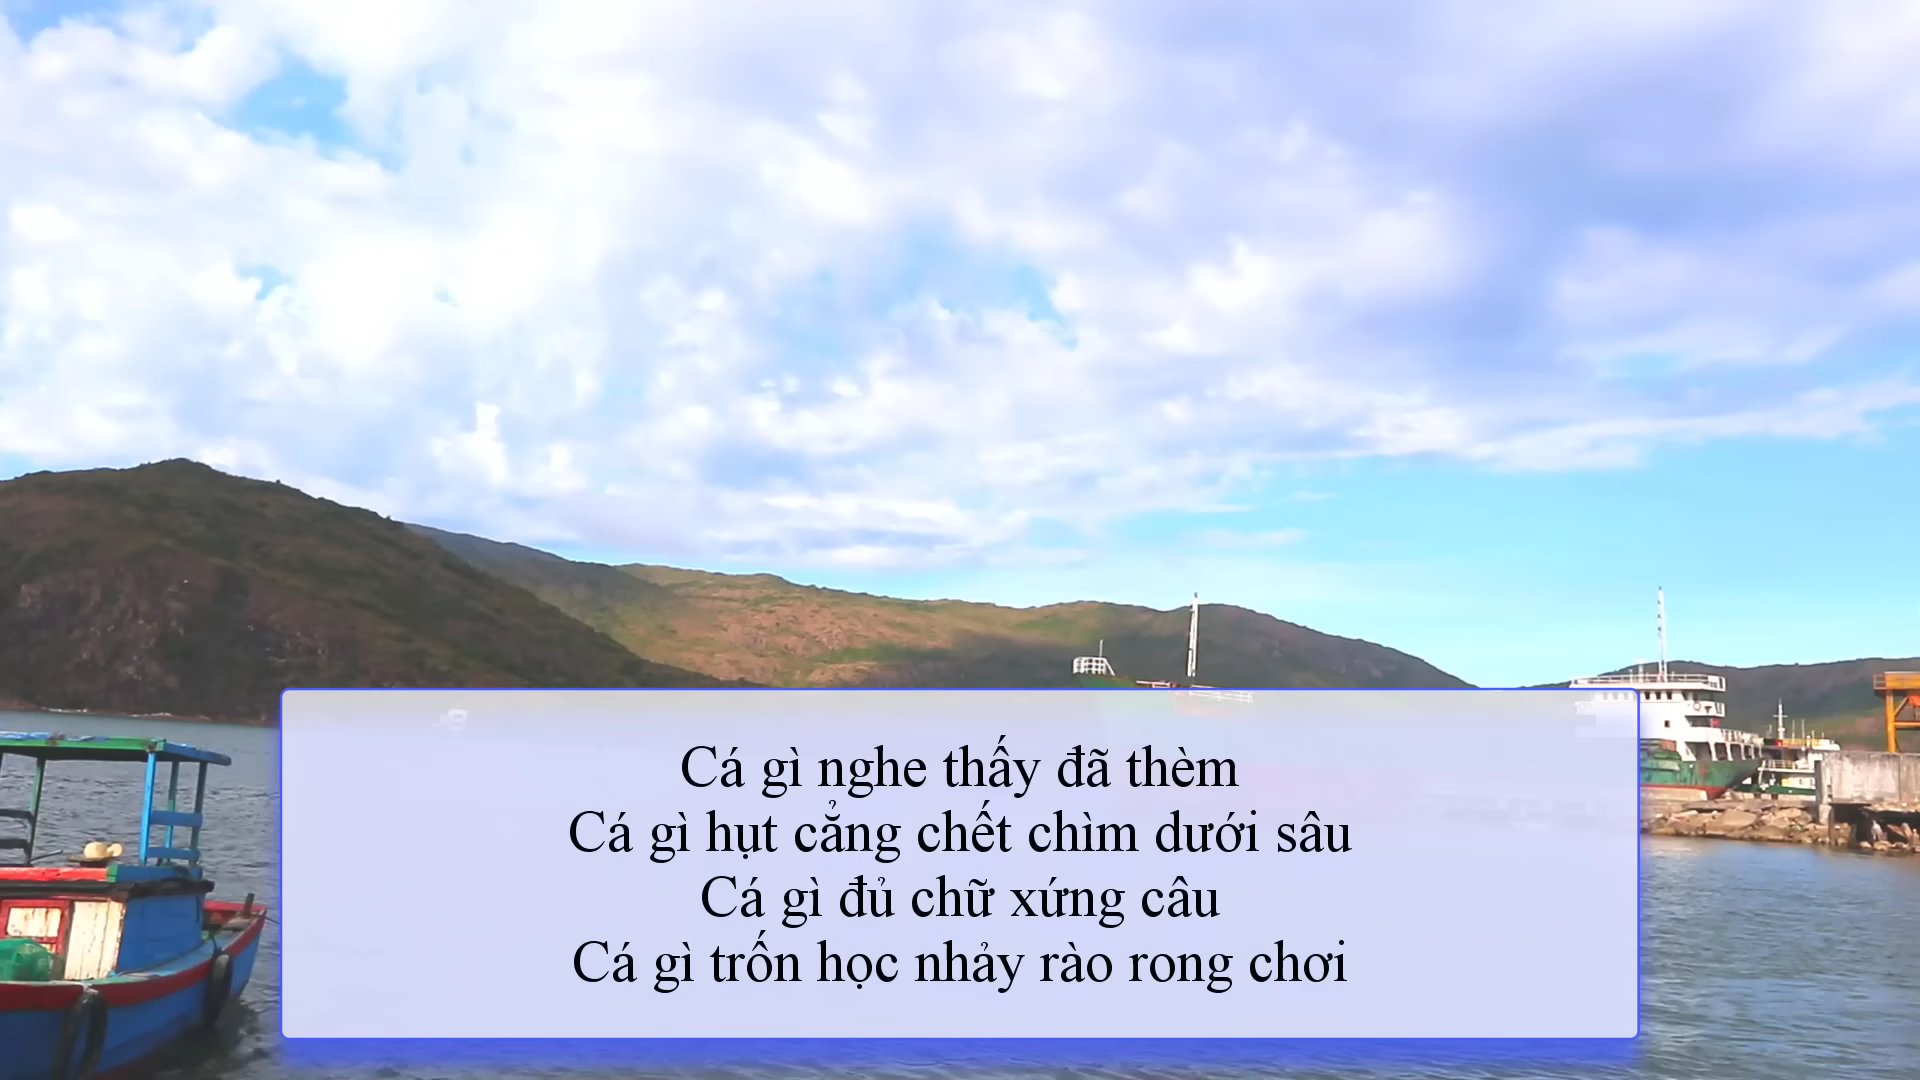 Cá gì nghe thấy đã thèm
Cá gì hụt cẳng chết chìm dưới sâu
Cá gì đủ chữ xứng câu
Cá gì trốn học nhảy rào rong chơi